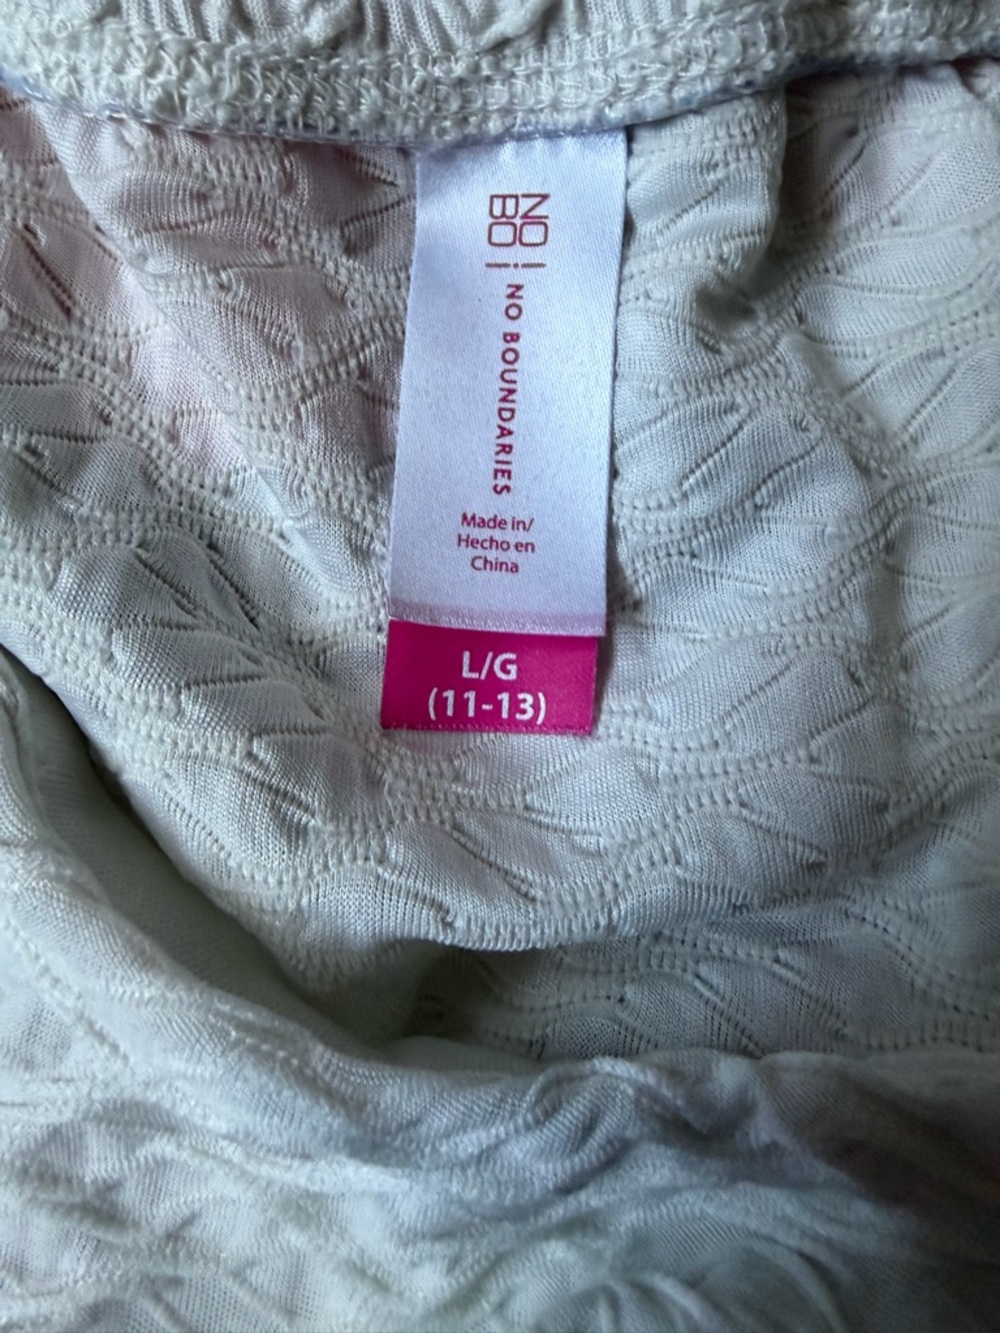 NO
BO
NO BOUNDARIES
Made in/
Hecho en
China
L/G
(11-13)